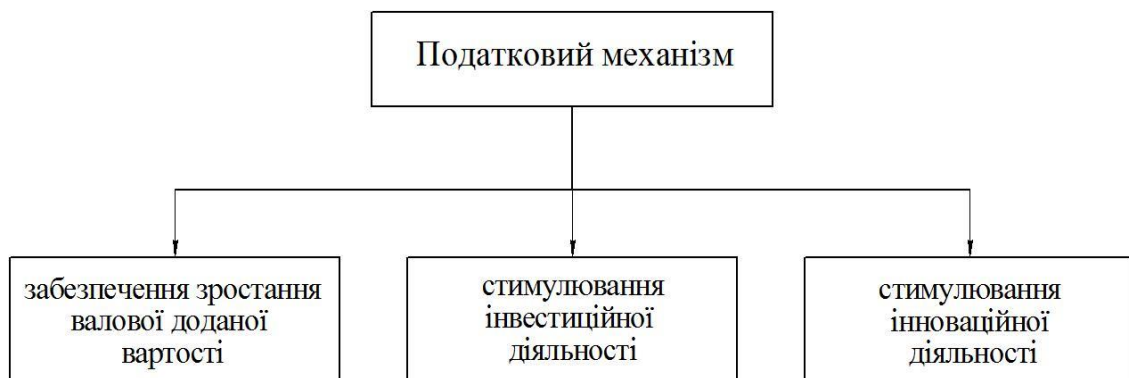 Податковий механізм
забезпечення зростання
валової доданої
вартості
стимулювання
інвестиційної
діяльності
стимулювання
інноваційної
діяльності